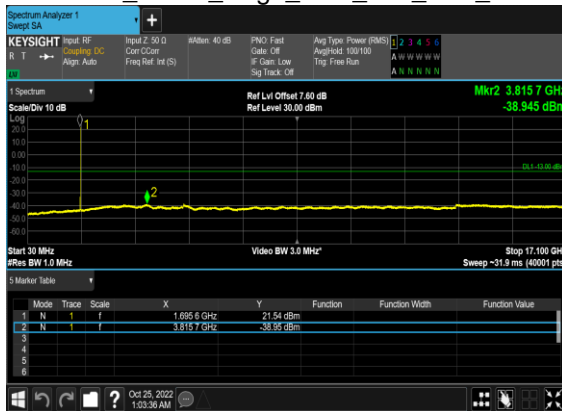 Spectrum Analyzer 1
Swept SA
KEYSIGHT Input: RF Input Z: 50 Ω #Atten: 40 dB PNO: Fast Avg Type: Power (RMS) 1 2 3 4 5 6
R T Coupling: DC Corr CCorr Gate: Off Avg|Hold: 100/100 A W W W W W
Align: Auto Freq Ref: Int (S) IF Gain: Low Trig: Free Run
Sig Track: Off A N N N N N
1 Spectrum Ref Lvl Offset 7.60 dB Mkr2 3.815 7 GHz
Scale/Div 10 dB Ref Level 30.00 dBm -38.945 dBm
Log
20.0
10.0
0.00
-10.0
DL1 -13.00 dBm
-20.0
-30.0
-40.0
-50.0
-60.0
1
2
Start 30 MHz Video BW 3.0 MHz* Stop 17.100 GHz
#Res BW 1.0 MHz Sweep ~31.9 ms (40001 pts)
5 Marker Table
Mode Trace Scale X Y Function Function Width Function Value
1 N 1 f 1.695 6 GHz 21.54 dBm
2 N 1 f 3.815 7 GHz -38.95 dBm
3
4
5
6
? Oct 25, 2022
1:03:36 AM